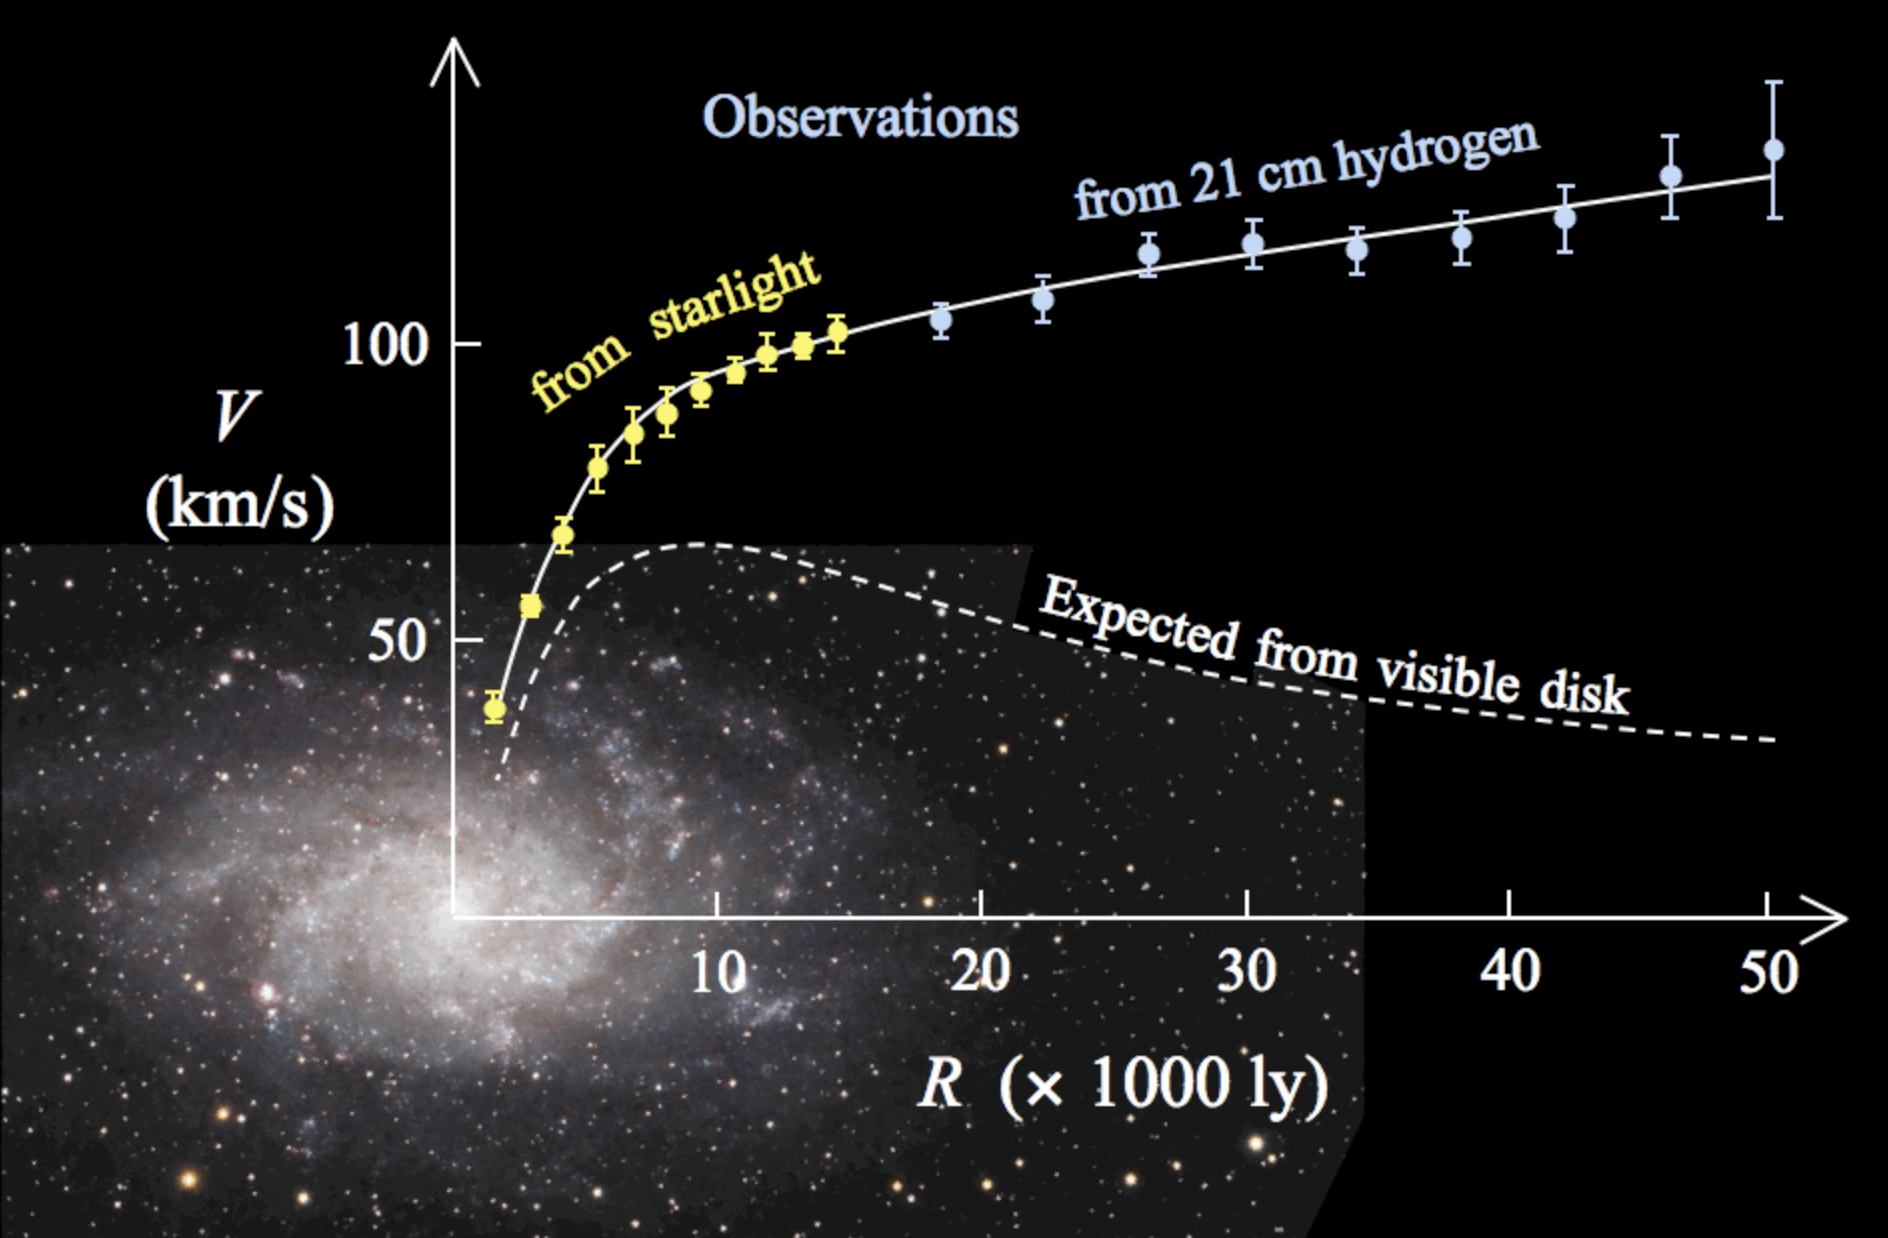 Observations
from 21 cm hydrogen
from starlight
100
V
(km/s)
50
Expected from visible disk
10 20 30 40 50
R (× 1000 ly)